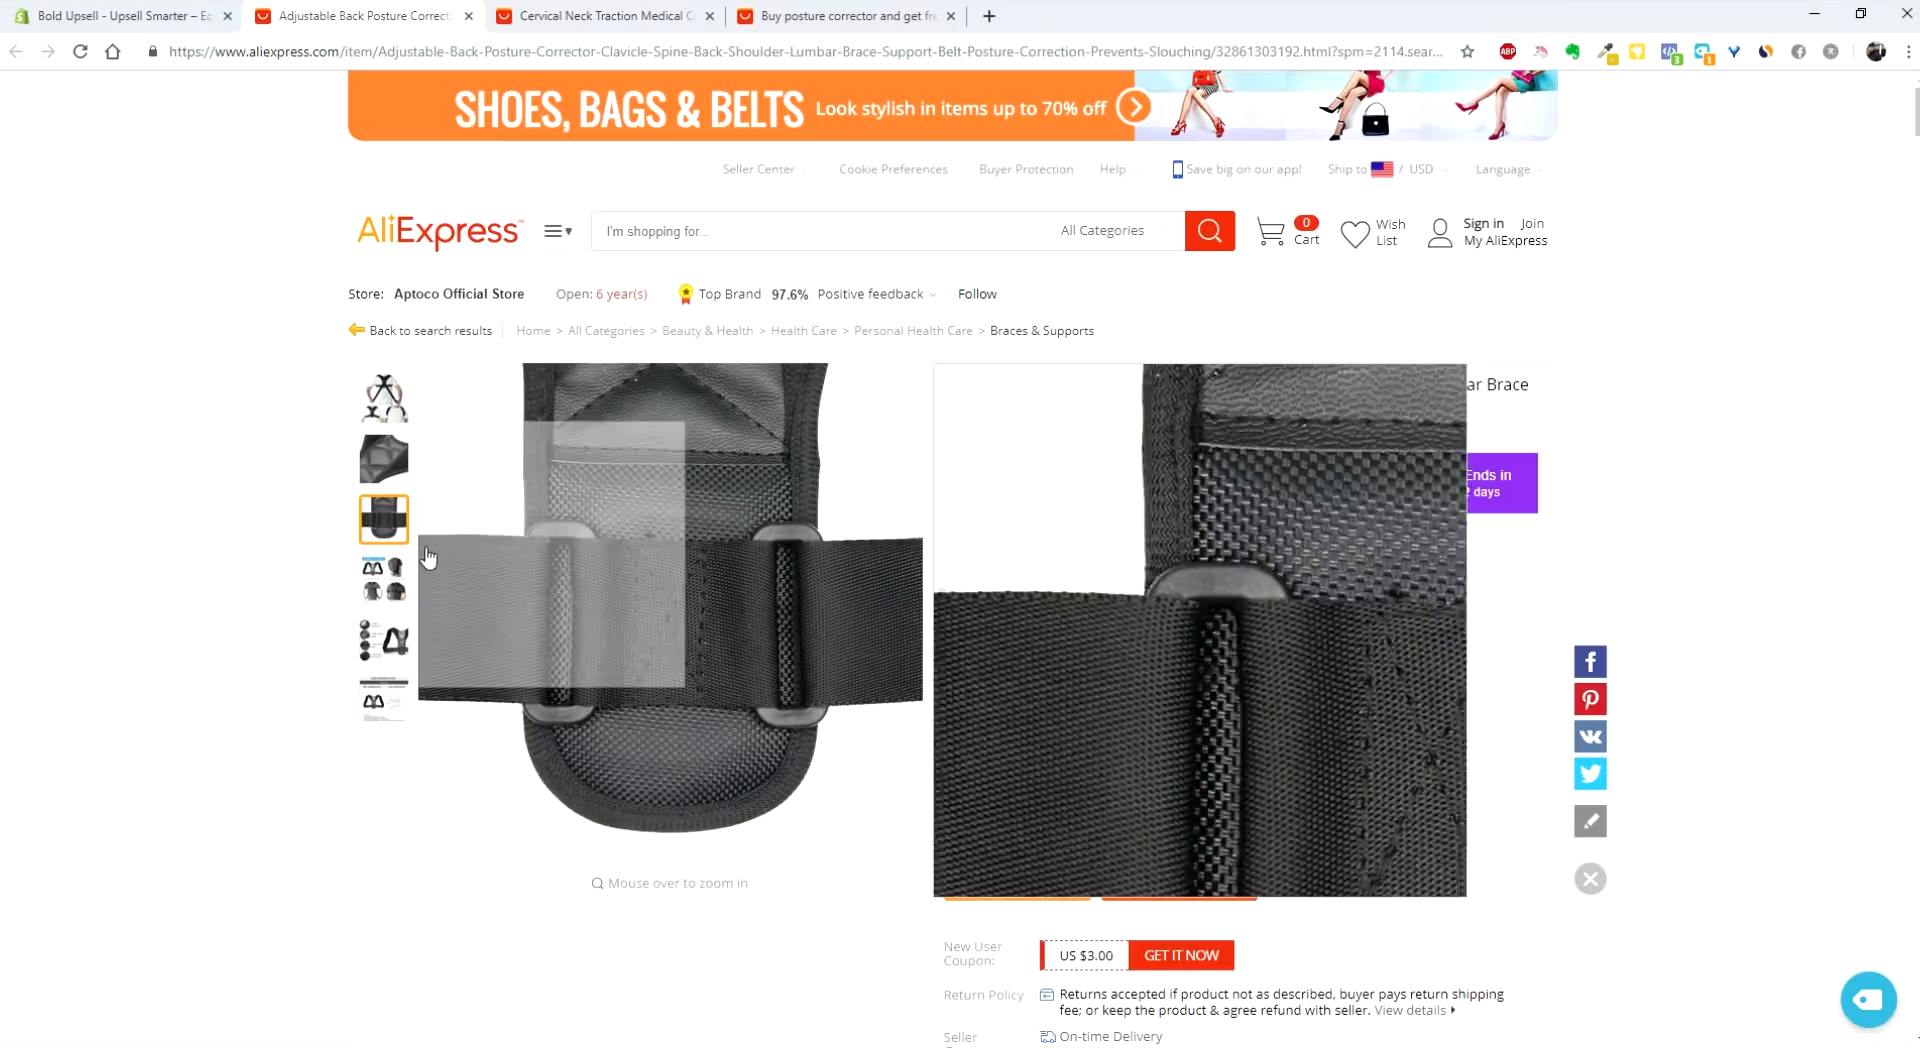 Bold Upsell - Upsell Smarter – Ec
Adjustable Back Posture Correct
Cervical Neck Traction Medical C
Buy posture corrector and get fre
https://www.aliexpress.com/item/Adjustable-Back-Posture-Corrector-Clavicle-Spine-Back-Shoulder-Lumbar-Brace-Support-Belt-Posture-Correction-Prevents-Slouching/32861303192.html?spm=2114.sear...
ABP
3
1
SHOES, BAGS & BELTS Look stylish in items up to 70% off
Seller Center
Cookie Preferences
Buyer Protection
Help
Save big on our app!
Ship to / USD
Language
AliExpress™
I'm shopping for...
All Categories
0
Cart
Wish
List
Sign in Join
My AliExpress
Store: Aptoco Official Store Open: 6 year(s) Top Brand 97.6% Positive feedback Follow
Back to search results
Home > All Categories > Beauty & Health > Health Care > Personal Health Care > Braces & Supports
ar Brace
Ends in
days
Mouse over to zoom in
New User
Coupon:
US $3.00
GET IT NOW
Return Policy
Returns accepted if product not as described, buyer pays return shipping
fee; or keep the product & agree refund with seller. View details
Seller
On-time Delivery